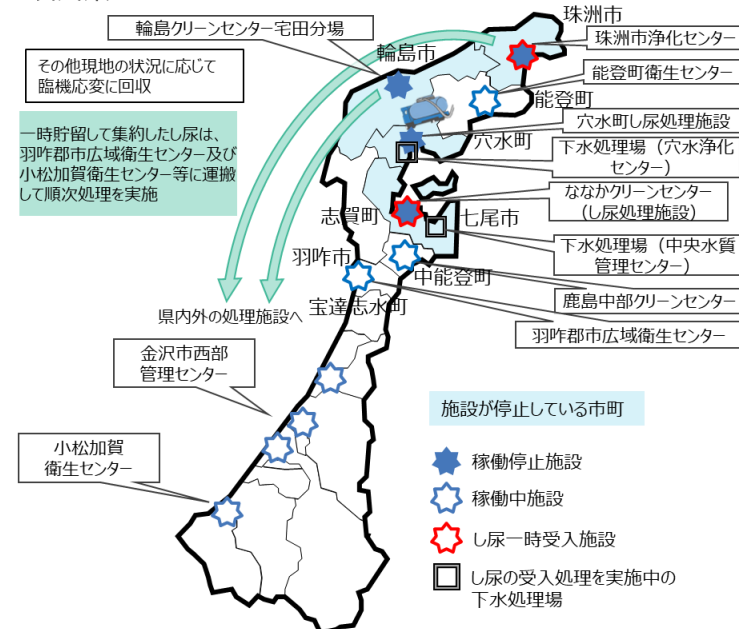 輪島クリーンセンター宅田分場
珠洲市
珠洲市浄化センター
輪島市
その他現地の状況に応じて
臨機応変に回収
能登町衛生センター
能登町
一時貯留して集約したし尿は、
羽咋郡市広域衛生センター及び
小松加賀衛生センター等に運搬
して順次処理を実施
穴水町し尿処理施設
穴水町
下水処理場（穴水浄化
センター）
ななかクリーンセンター
（し尿処理施設）
志賀町
七尾市
下水処理場（中央水質
管理センター）
羽咋市
中能登町
鹿島中部クリーンセンター
県内外の処理施設へ
宝達志水町
羽咋郡市広域衛生センター
金沢市西部
管理センター
施設が停止している市町
小松加賀
衛生センター
稼働停止施設
稼働中施設
し尿一時受入施設
し尿の受入処理を実施中の
下水処理場